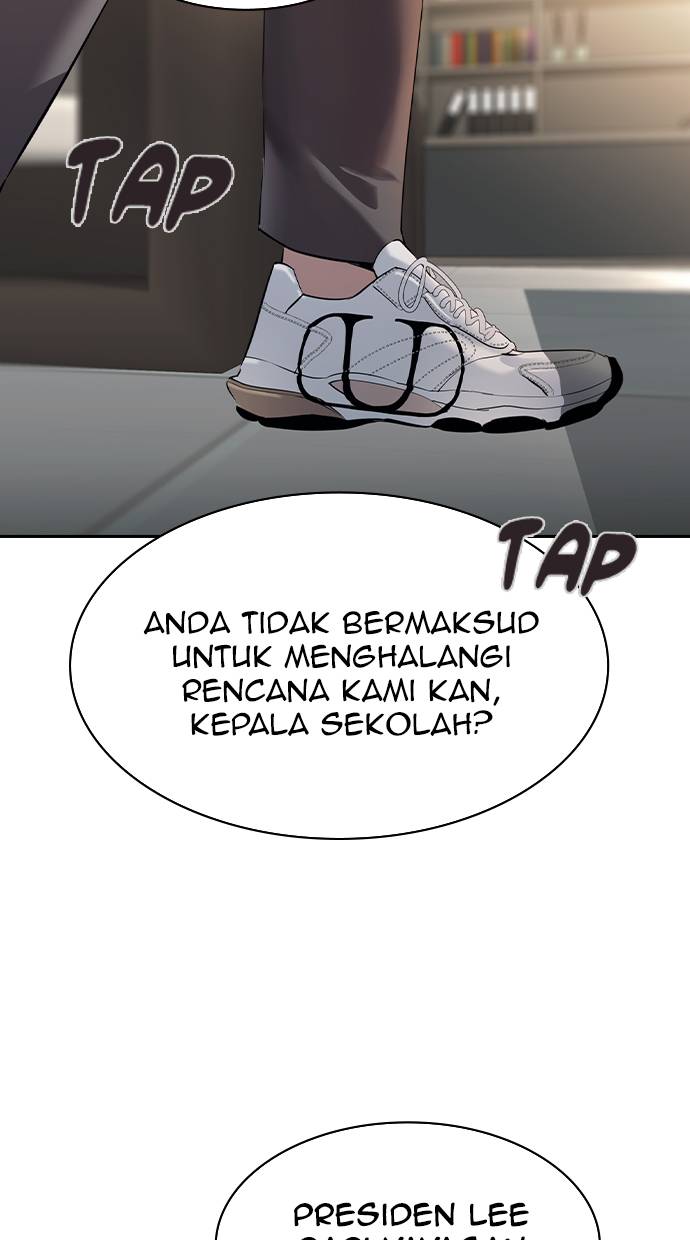 TAP
U
TAP
ANDA TIDAK BERMAKSUD
UNTUK MENGHALANGI
RENCANA KAMI KAN,
KEPALA SEKOLAH?
PRESIDEN LEE